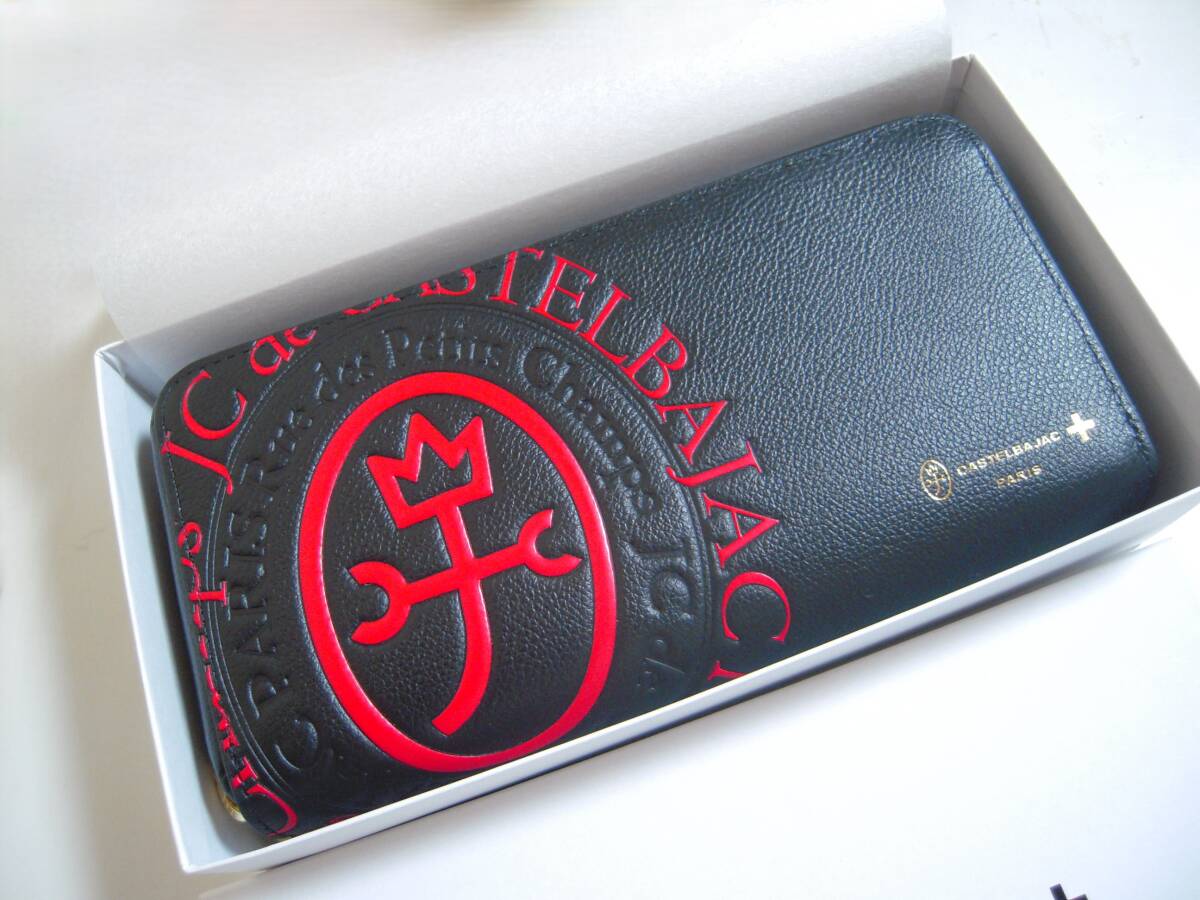 JC de CASTELBAJAC
PARIS Rue des Petits Champs JC de
CASTELBAJAC
PARIS